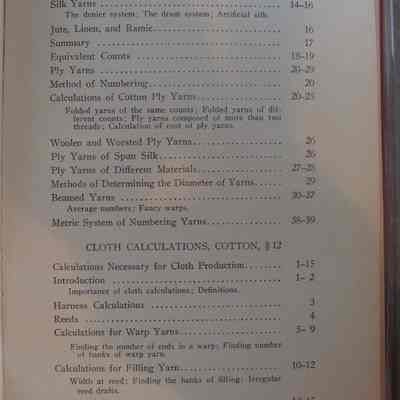 Silk Yarns ........ 14–16
The denier system; The dram system; Artificial silk.
Jute, Linen, and Ramie........ 16
Summary ........ 17
Equivalent Counts ........ 18–19
Ply Yarns ........ 20–29
Method of Numbering........ 20
Calculations of Cotton Ply Yarns........ 20–25
Folded yarns of the same counts; Folded yarns of dif-
ferent counts; Ply yarns composed of more than two
threads; Calculation of cost of ply yarns.
Woolen and Worsted Ply Yarns........ 26
Ply Yarns of Spun Silk........ 26
Ply Yarns of Different Materials........ 27–28
Methods of Determining the Diameter of Yarns...... 29
Beamed Yarns ........ 30–37
Average numbers; Fancy warps.
Metric System of Numbering Yarns........ 38–39
CLOTH CALCULATIONS, COTTON, § 12
Calculations Necessary for Cloth Production........ 1–15
Introduction ........ 1– 2
Importance of cloth calculations; Definitions.
Harness Calculations ........ 3
Reeds ........ 4
Calculations for Warp Yarns........ 5– 9
Finding the number of ends in a warp; Finding number
of hanks of warp yarn.
Calculations for Filling Yarn........ 10–12
Width at reed; Finding the hanks of filling; Irregular
reed drafts.